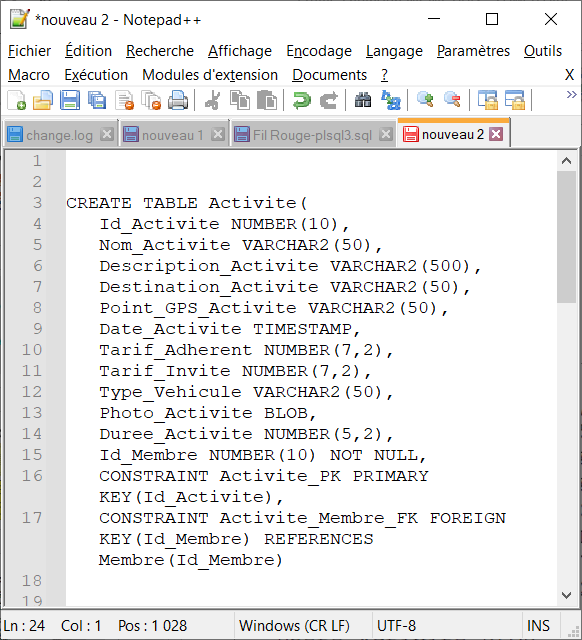 *nouveau 2 - Notepad++
Fichier Édition Recherche Affichage Encodage Langage Paramètres Outils
Macro Exécution Modules d'extension Documents ? X
change.log nouveau 1 Fil Rouge-plsql3.sql nouveau 2
1
2
3 CREATE TABLE Activite(
4 Id_Activite NUMBER(10),
5 Nom_Activite VARCHAR2(50),
6 Description_Activite VARCHAR2(500),
7 Destination_Activite VARCHAR2(50),
8 Point_GPS_Activite VARCHAR2(50),
9 Date_Activite TIMESTAMP,
10 Tarif_Adherent NUMBER(7,2),
11 Tarif_Invite NUMBER(7,2),
12 Type_Vehicule VARCHAR2(50),
13 Photo_Activite BLOB,
14 Duree_Activite NUMBER(5,2),
15 Id_Membre NUMBER(10) NOT NULL,
16 CONSTRAINT Activite_PK PRIMARY
KEY(Id_Activite),
17 CONSTRAINT Activite_Membre_FK FOREIGN
KEY(Id_Membre) REFERENCES
Membre(Id_Membre)
18
19
Ln : 24 Col : 1 Pos : 1 028 Windows (CR LF) UTF-8 INS